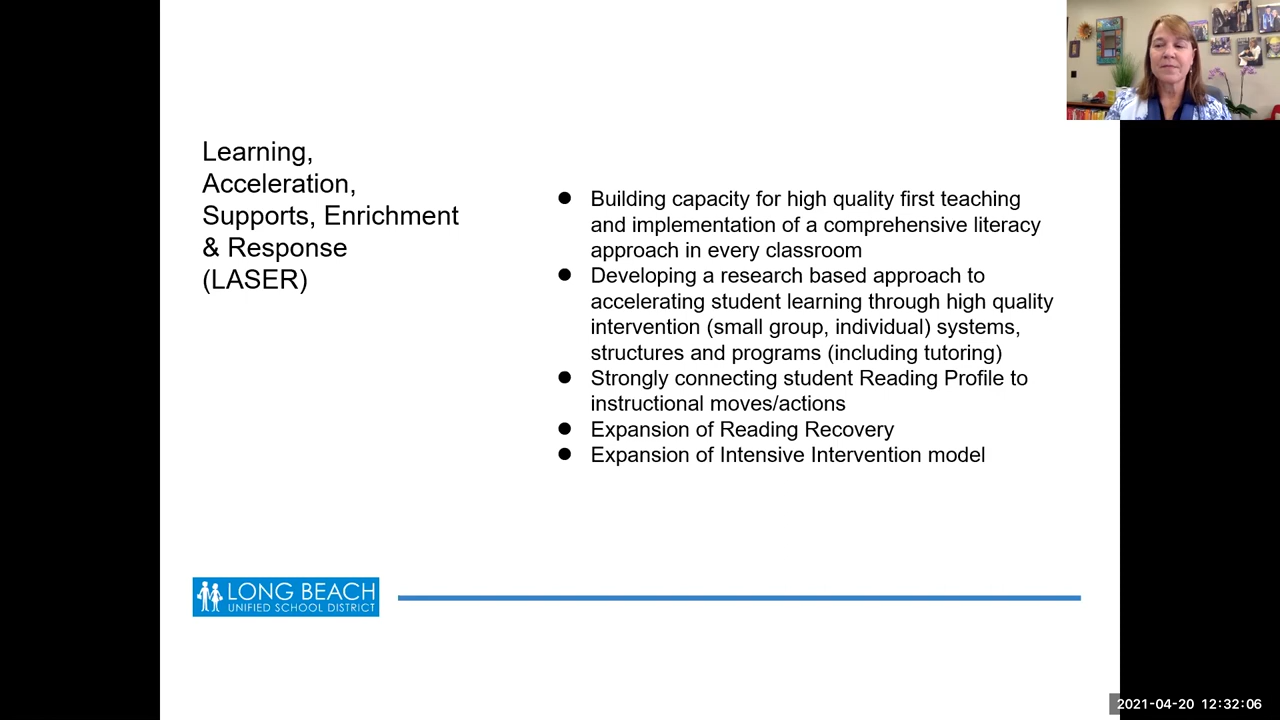 Learning,
Acceleration,
Supports, Enrichment
& Response
(LASER)
● Building capacity for high quality first teaching
and implementation of a comprehensive literacy
approach in every classroom
● Developing a research based approach to
accelerating student learning through high quality
intervention (small group, individual) systems,
structures and programs (including tutoring)
● Strongly connecting student Reading Profile to
instructional moves/actions
● Expansion of Reading Recovery
● Expansion of Intensive Intervention model
LONG BEACH
UNIFIED SCHOOL DISTRICT
2021-04-20 12:32:06